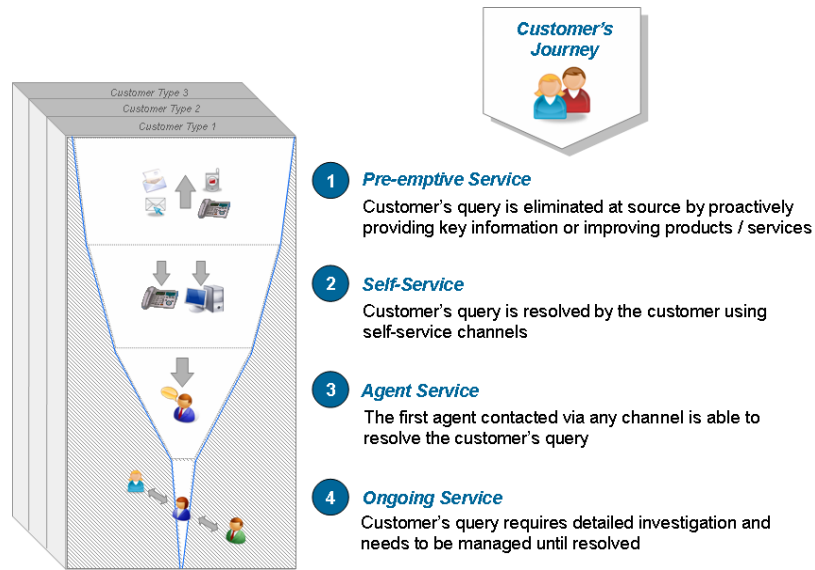 Customer's
Journey
Customer Type 3
Customer Type 2
Customer Type 1
1
Pre-emptive Service
Customer's query is eliminated at source by proactively
providing key information or improving products / services
2
Self-Service
Customer's query is resolved by the customer using
self-service channels
3
Agent Service
The first agent contacted via any channel is able to
resolve the customer's query
4
Ongoing Service
Customer's query requires detailed investigation and
needs to be managed until resolved